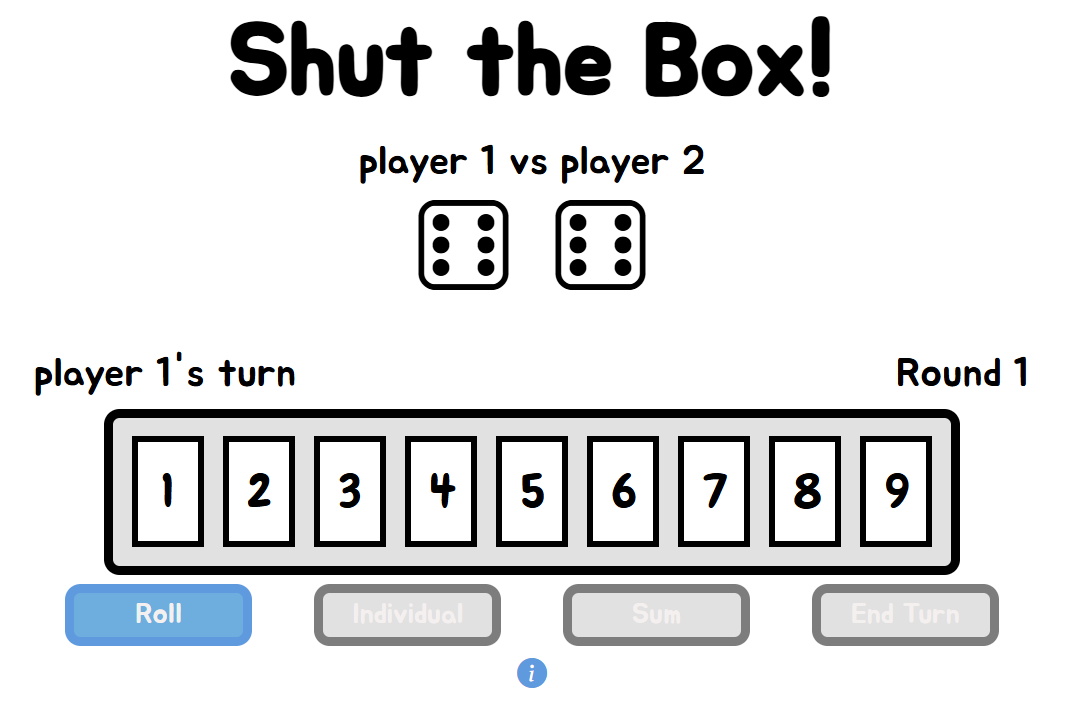 Shut the Box!
player 1 vs player 2
player 1's turn
Round 1
1 2 3 4 5 6 7 8 9
Roll
Individual
Sum
End Turn
i